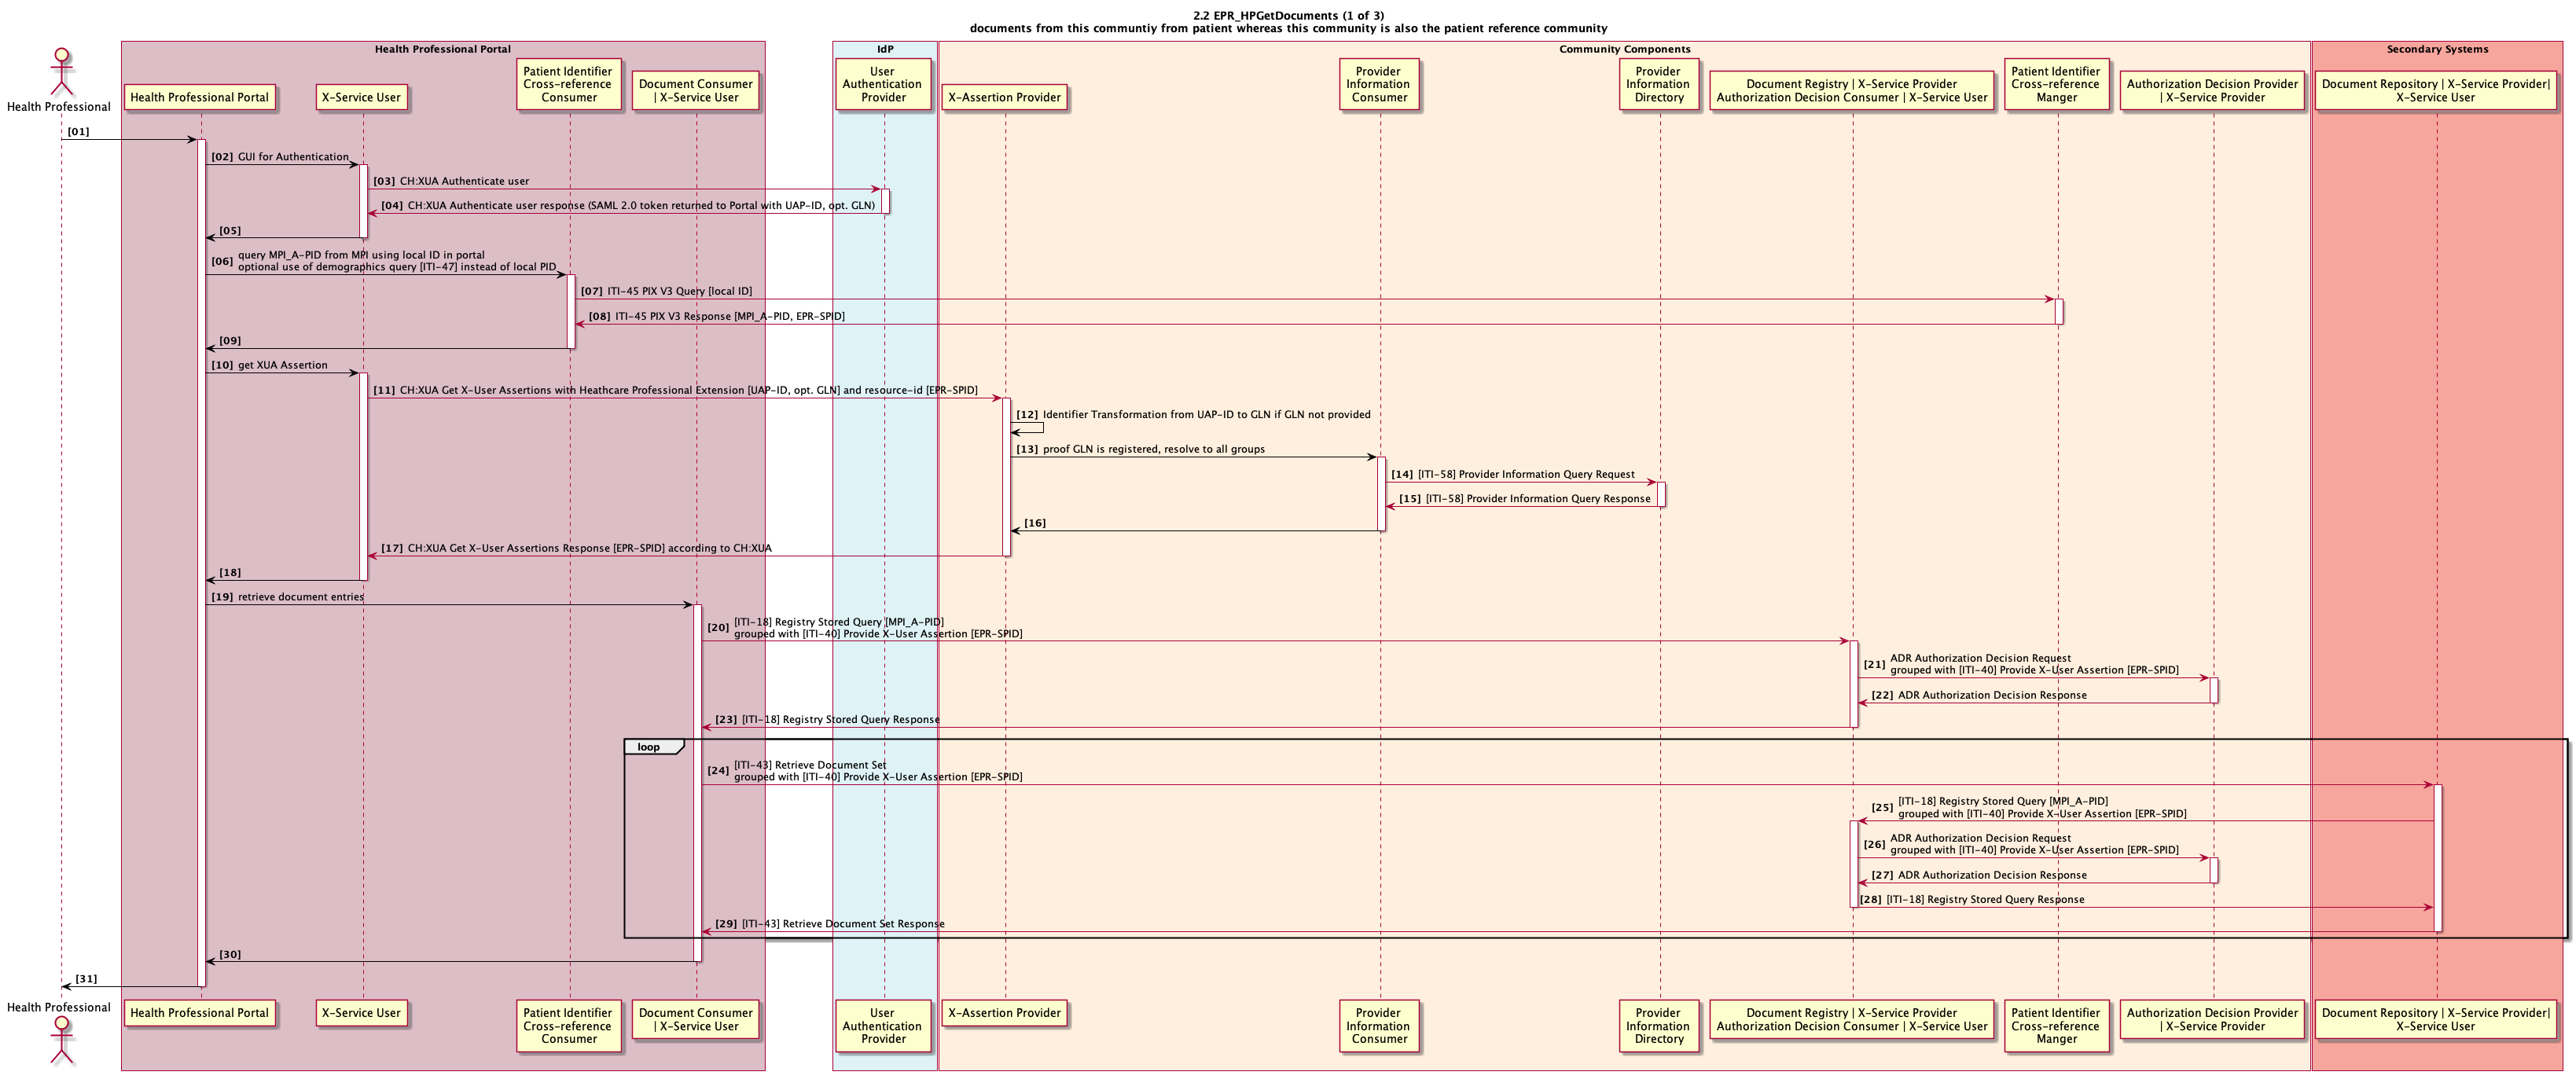 2.2 EPR_HPGetDocuments (1 of 3)
documents from this communtiy from patient whereas this community is also the patient reference community
Health Professional Portal
IdP
Community Components
Secondary Systems
Health Professional
Health Professional Portal
X-Service User
Patient Identifier
Cross-reference
Consumer
Document Consumer
| X-Service User
User
Authentication
Provider
X-Assertion Provider
Provider
Information
Consumer
Provider
Information
Directory
Document Registry | X-Service Provider
Authorization Decision Consumer | X-Service User
Patient Identifier
Cross-reference
Manger
Authorization Decision Provider
| X-Service Provider
Document Repository | X-Service Provider|
X-Service User
[01]
[02] GUI for Authentication
[03] CH:XUA Authenticate user
[04] CH:XUA Authenticate user response (SAML 2.0 token returned to Portal with UAP-ID, opt. GLN)
[05]
[06] query MPI_A-PID from MPI using local ID in portal
optional use of demographics query [ITI-47] instead of local PID
[07] ITI-45 PIX V3 Query [local ID]
[08] ITI-45 PIX V3 Response [MPI_A-PID, EPR-SPID]
[09]
[10] get XUA Assertion
[11] CH:XUA Get X-User Assertions with Heathcare Professional Extension [UAP-ID, opt. GLN] and resource-id [EPR-SPID]
[12] Identifier Transformation from UAP-ID to GLN if GLN not provided
[13] proof GLN is registered, resolve to all groups
[14] [ITI-58] Provider Information Query Request
[15] [ITI-58] Provider Information Query Response
[16]
[17] CH:XUA Get X-User Assertions Response [EPR-SPID] according to CH:XUA
[18]
[19] retrieve document entries
[20] [ITI-18] Registry Stored Query [MPI_A-PID]
grouped with [ITI-40] Provide X-User Assertion [EPR-SPID]
[21] ADR Authorization Decision Request
grouped with [ITI-40] Provide X-User Assertion [EPR-SPID]
[22] ADR Authorization Decision Response
[23] [ITI-18] Registry Stored Query Response
loop
[24] [ITI-43] Retrieve Document Set
grouped with [ITI-40] Provide X-User Assertion [EPR-SPID]
[25] [ITI-18] Registry Stored Query [MPI_A-PID]
grouped with [ITI-40] Provide X-User Assertion [EPR-SPID]
[26] ADR Authorization Decision Request
grouped with [ITI-40] Provide X-User Assertion [EPR-SPID]
[27] ADR Authorization Decision Response
[28] [ITI-18] Registry Stored Query Response
[29] [ITI-43] Retrieve Document Set Response
[30]
[31]
Health Professional
Health Professional Portal
X-Service User
Patient Identifier
Cross-reference
Consumer
Document Consumer
| X-Service User
User
Authentication
Provider
X-Assertion Provider
Provider
Information
Consumer
Provider
Information
Directory
Document Registry | X-Service Provider
Authorization Decision Consumer | X-Service User
Patient Identifier
Cross-reference
Manger
Authorization Decision Provider
| X-Service Provider
Document Repository | X-Service Provider|
X-Service User